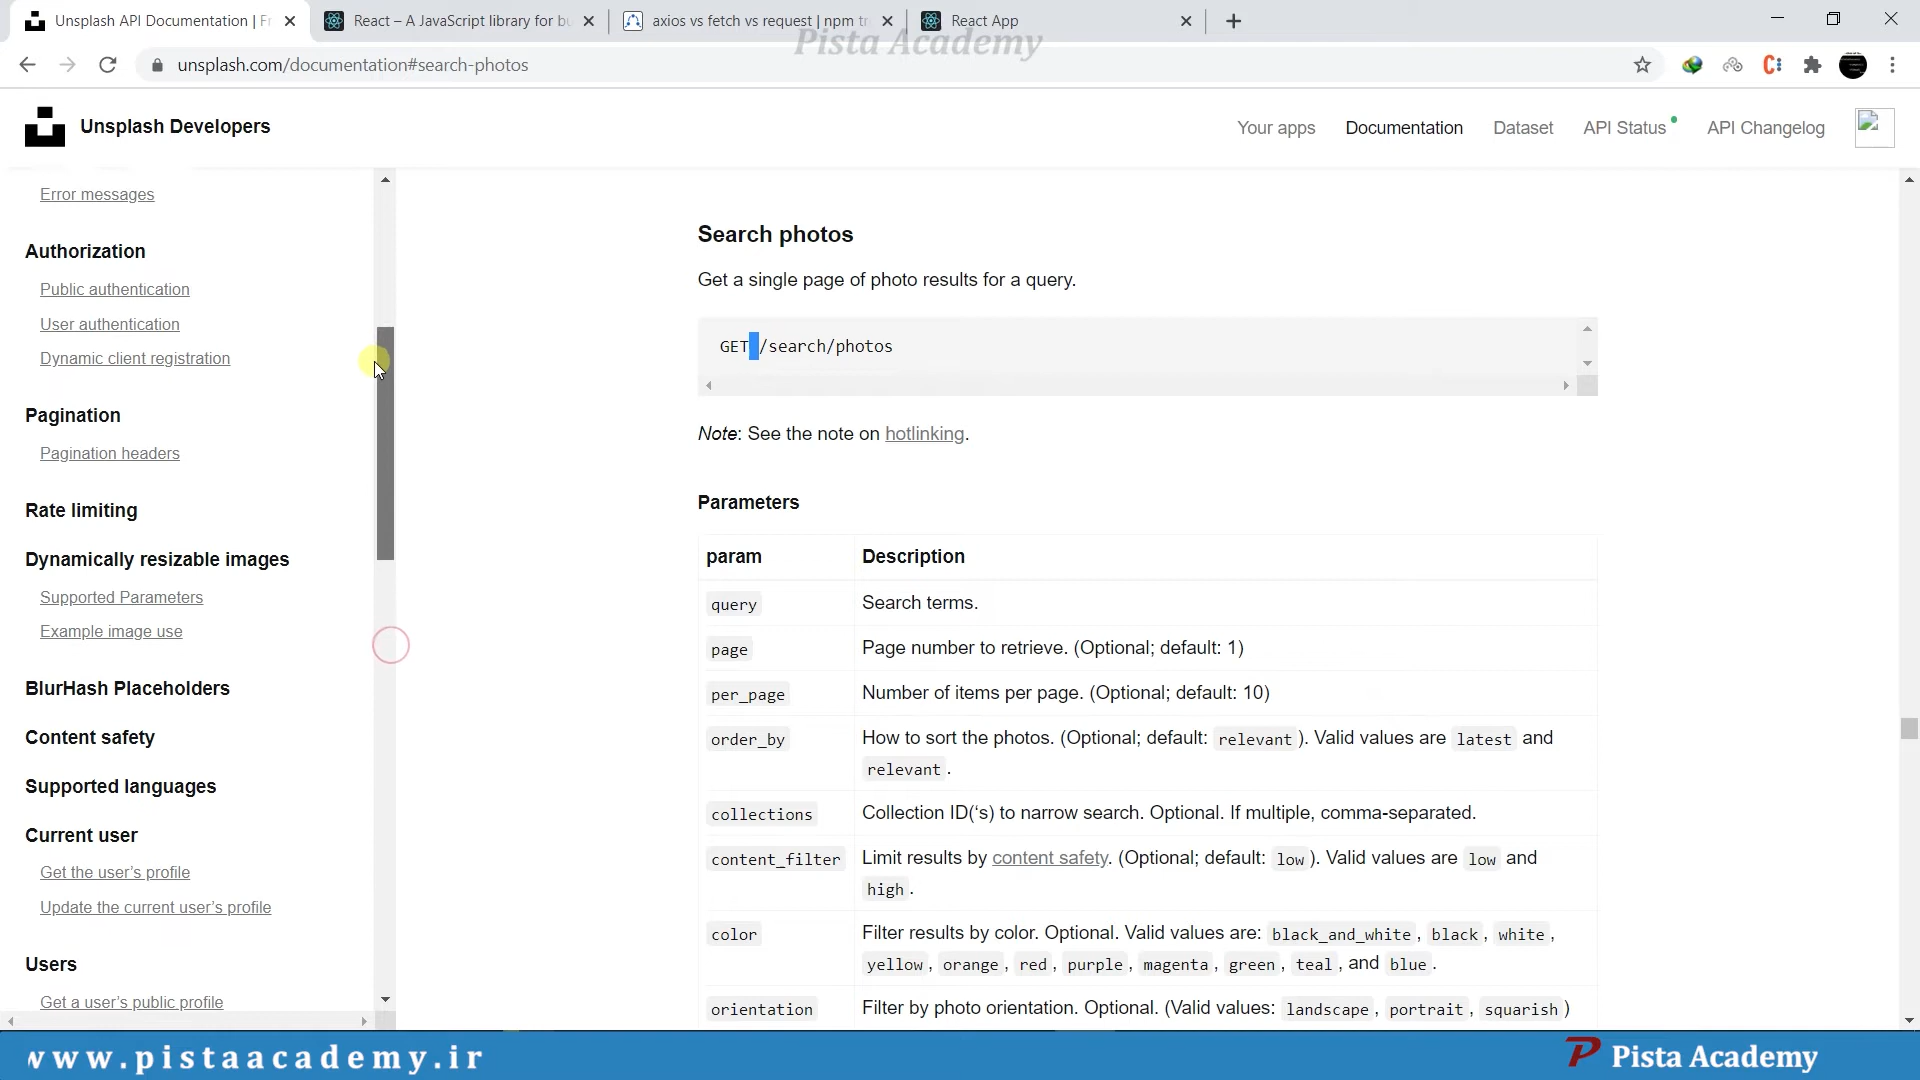 Unsplash API Documentation | Fr
React – A JavaScript library for bu
axios vs fetch vs request | npm tr
React App
Pista Academy
unsplash.com/documentation#search-photos
Unsplash Developers
Your apps
Documentation
Dataset
API Status
API Changelog
Error messages
Authorization
Public authentication
User authentication
Dynamic client registration
Pagination
Pagination headers
Rate limiting
Dynamically resizable images
Supported Parameters
Example image use
BlurHash Placeholders
Content safety
Supported languages
Current user
Get the user’s profile
Update the current user’s profile
Users
Get a user’s public profile
Search photos
Get a single page of photo results for a query.
GET /search/photos
Note: See the note on hotlinking.
Parameters
param Description
query Search terms.
page Page number to retrieve. (Optional; default: 1)
per_page Number of items per page. (Optional; default: 10)
order_by How to sort the photos. (Optional; default: relevant ). Valid values are latest and
relevant .
collections Collection ID(‘s) to narrow search. Optional. If multiple, comma-separated.
content_filter Limit results by content safety. (Optional; default: low ). Valid values are low and
high .
color Filter results by color. Optional. Valid values are: black_and_white , black , white ,
yellow , orange , red , purple , magenta , green , teal , and blue .
orientation Filter by photo orientation. Optional. (Valid values: landscape , portrait , squarish )
www.pistaacademy.ir
Pista Academy